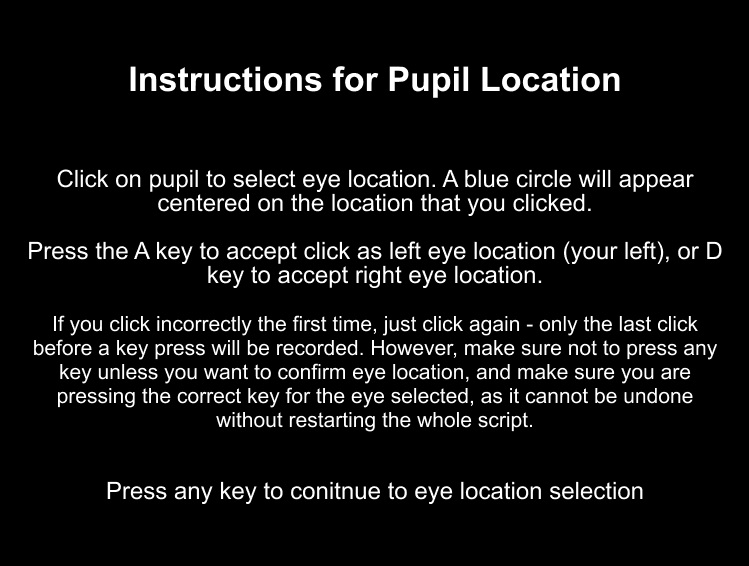 Instructions for Pupil Location
Click on pupil to select eye location. A blue circle will appear
centered on the location that you clicked.
Press the A key to accept click as left eye location (your left), or D
key to accept right eye location.
If you click incorrectly the first time, just click again - only the last click
before a key press will be recorded. However, make sure not to press any
key unless you want to confirm eye location, and make sure you are
pressing the correct key for the eye selected, as it cannot be undone
without restarting the whole script.
Press any key to conitnue to eye location selection